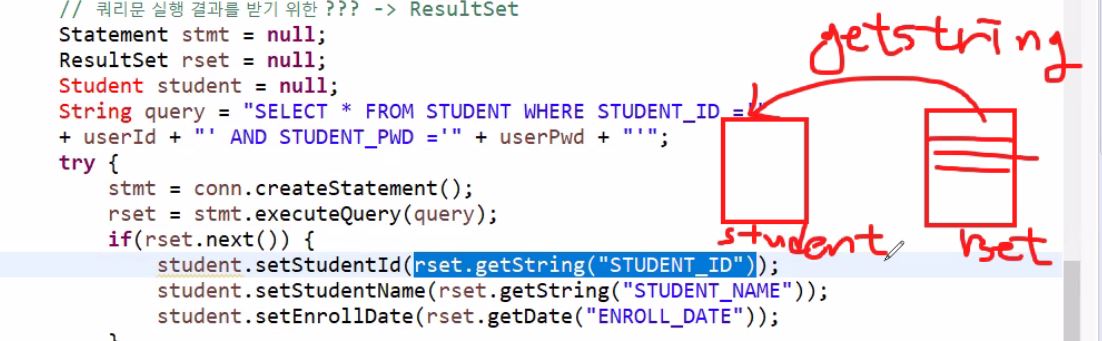 // 쿼리문 실행 결과를 받기 위한 ??? -> ResultSet
Statement stmt = null;
ResultSet rset = null;
Student student = null;
String query = "SELECT * FROM STUDENT WHERE STUDENT_ID ='"
+ userId + "' AND STUDENT_PWD ='" + userPwd + "'";
try {
stmt = conn.createStatement();
rset = stmt.executeQuery(query);
if(rset.next()) {
student.setStudentId(rset.getString("STUDENT_ID"));
student.setStudentName(rset.getString("STUDENT_NAME"));
student.setEnrollDate(rset.getDate("ENROLL_DATE"));
}
getstring
student
rset